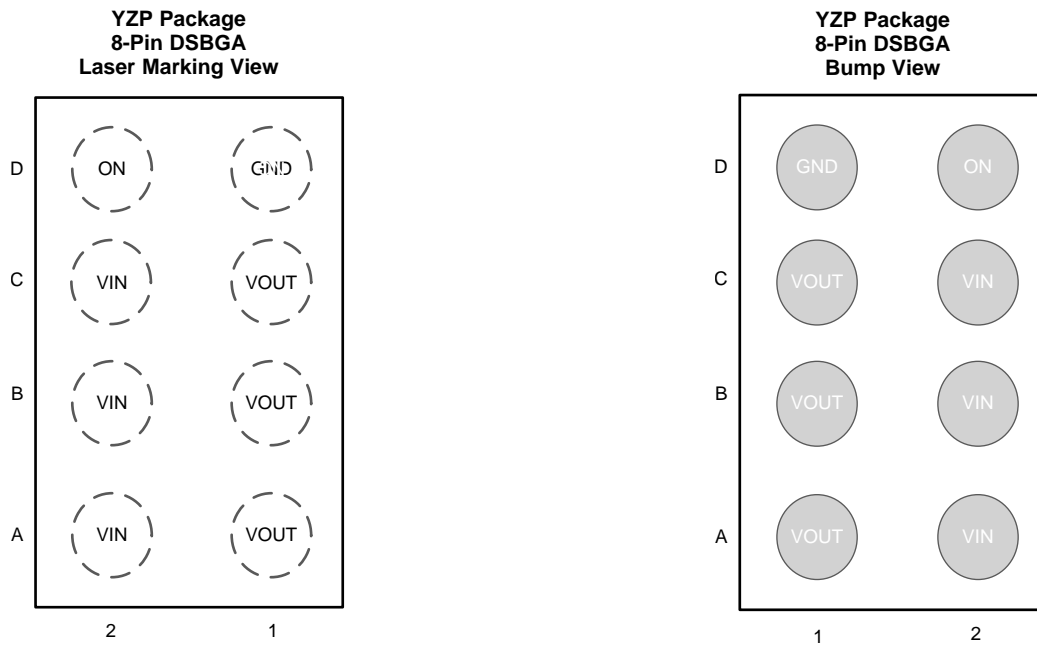 YZP Package
8-Pin DSBGA
Laser Marking View
D ON GND
C VIN VOUT
B VIN VOUT
A VIN VOUT
2 1
YZP Package
8-Pin DSBGA
Bump View
D GND ON
C VOUT VIN
B VOUT VIN
A VOUT VIN
1 2